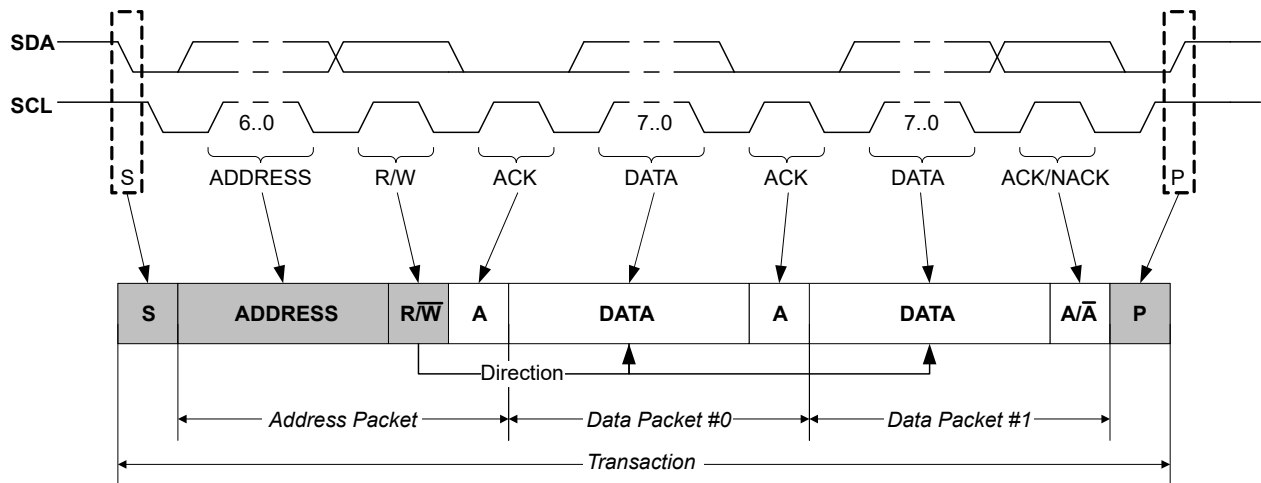 SDA
SCL
6..0 7..0 7..0
S ADDRESS R/W ACK DATA ACK DATA ACK/NACK P
S ADDRESS R/W̅ A DATA A DATA A/A̅ P
Direction
Address Packet Data Packet #0 Data Packet #1
Transaction